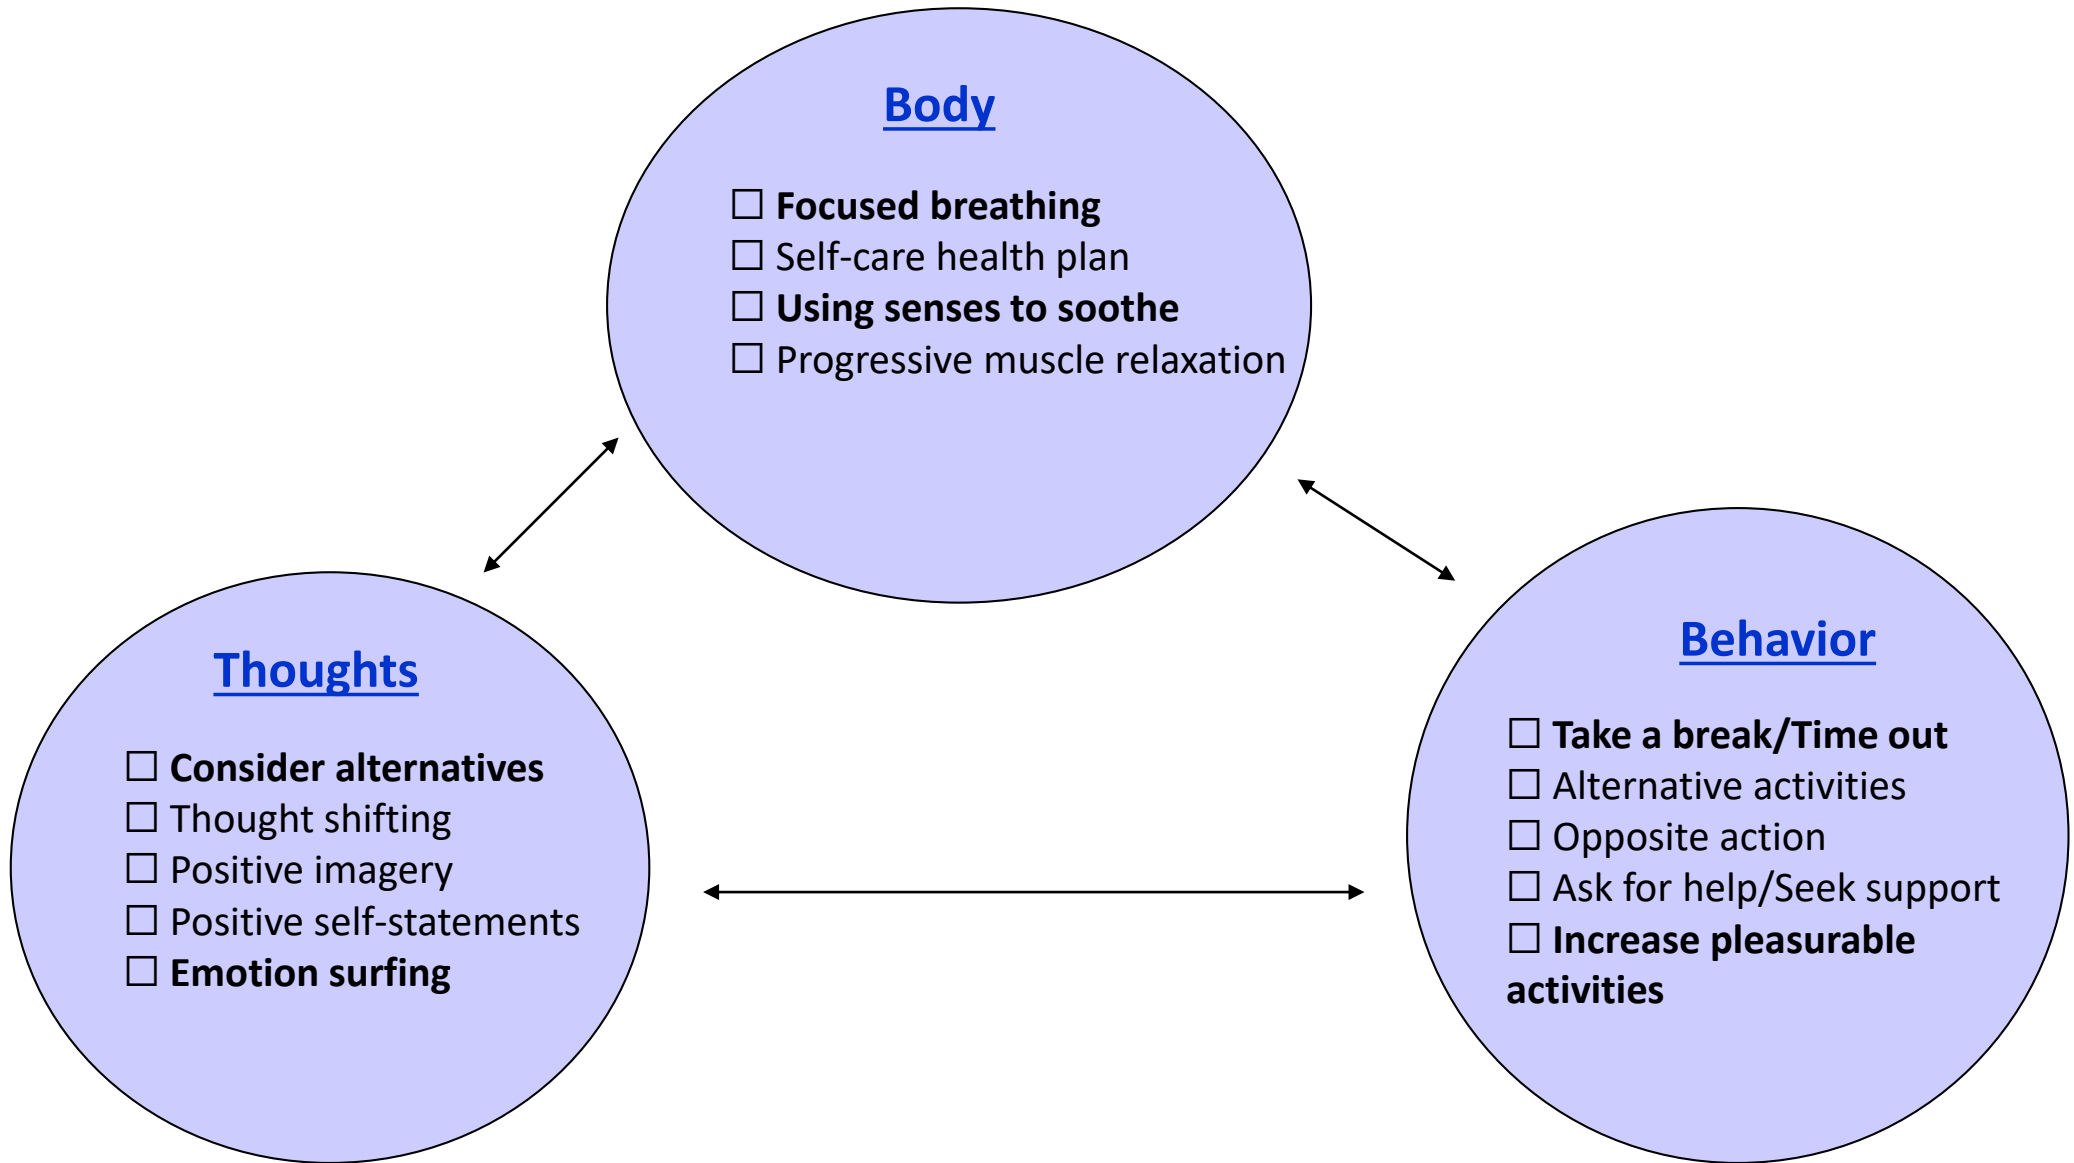 Body
☐ Focused breathing
☐ Self-care health plan
☐ Using senses to soothe
☐ Progressive muscle relaxation
Thoughts
☐ Consider alternatives
☐ Thought shifting
☐ Positive imagery
☐ Positive self-statements
☐ Emotion surfing
Behavior
☐ Take a break/Time out
☐ Alternative activities
☐ Opposite action
☐ Ask for help/Seek support
☐ Increase pleasurable
activities